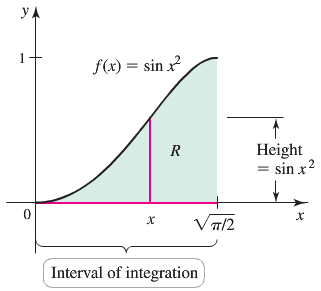 y
1
f(x) = sin x²
R
Height
= sin x²
0
x
√π/2
x
Interval of integration